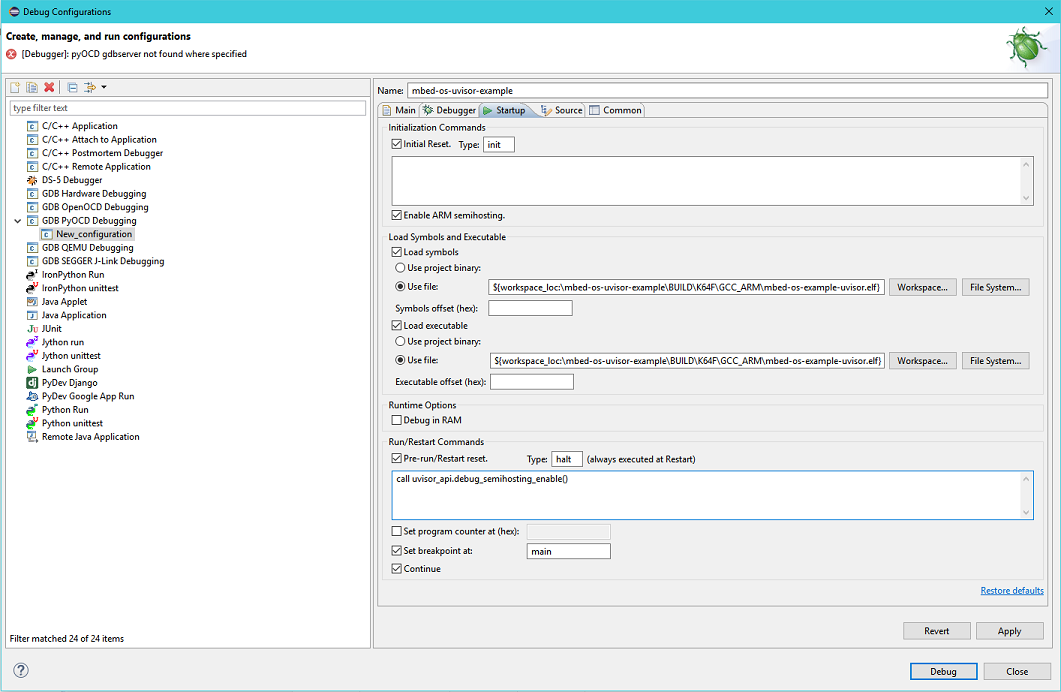 Debug Configurations
Create, manage, and run configurations
[Debugger]: pyOCD gdbserver not found where specified
type filter text
C/C++ Application
C/C++ Attach to Application
C/C++ Postmortem Debugger
C/C++ Remote Application
DS-5 Debugger
GDB Hardware Debugging
GDB OpenOCD Debugging
GDB PyOCD Debugging
New_configuration
GDB QEMU Debugging
GDB SEGGER J-Link Debugging
IronPython Run
IronPython unittest
Java Applet
Java Application
JUnit
Jython run
Jython unittest
Launch Group
PyDev Django
PyDev Google App Run
Python Run
Python unittest
Remote Java Application
Filter matched 24 of 24 items
Name: mbed-os-uvisor-example
Main Debugger Startup Source Common
Initialization Commands
Initial Reset. Type: init
Enable ARM semihosting.
Load Symbols and Executable
Load symbols
Use project binary:
Use file: ${workspace_loc:\mbed-os-uvisor-example\BUILD\K64F\GCC_ARM\mbed-os-example-uvisor.elf} Workspace... File System...
Symbols offset (hex):
Load executable
Use project binary:
Use file: ${workspace_loc:\mbed-os-uvisor-example\BUILD\K64F\GCC_ARM\mbed-os-example-uvisor.elf} Workspace... File System...
Executable offset (hex):
Runtime Options
Debug in RAM
Run/Restart Commands
Pre-run/Restart reset. Type: halt (always executed at Restart)
call uvisor_api.debug_semihosting_enable()
Set program counter at (hex):
Set breakpoint at: main
Continue
Restore defaults
Revert Apply
? Debug Close